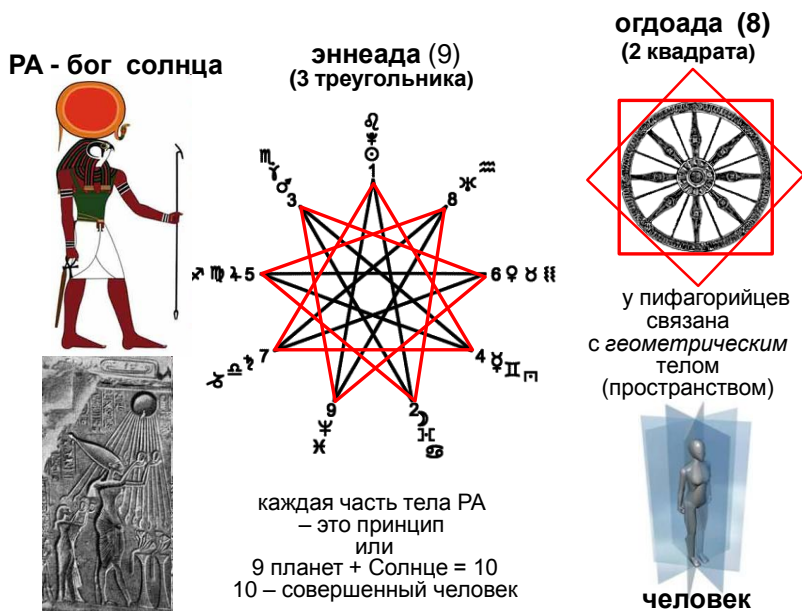 РА - бог солнца
эннеада (9)
(3 треугольника)
огдоада (8)
(2 квадрата)
♌
⚵
☉
1
♏ ♂
3
8 ♒
♐ ♍ ♃ 5
6 ♀ ♉
♑ ♎ ♄ 7
4 ☿ ♊
9
♆
♓
2 ☽
♋
у пифагорийцев
связана
с геометрическим
телом
(пространством)
каждая часть тела РА
– это принцип
или
9 планет + Солнце = 10
10 – совершенный человек
человек